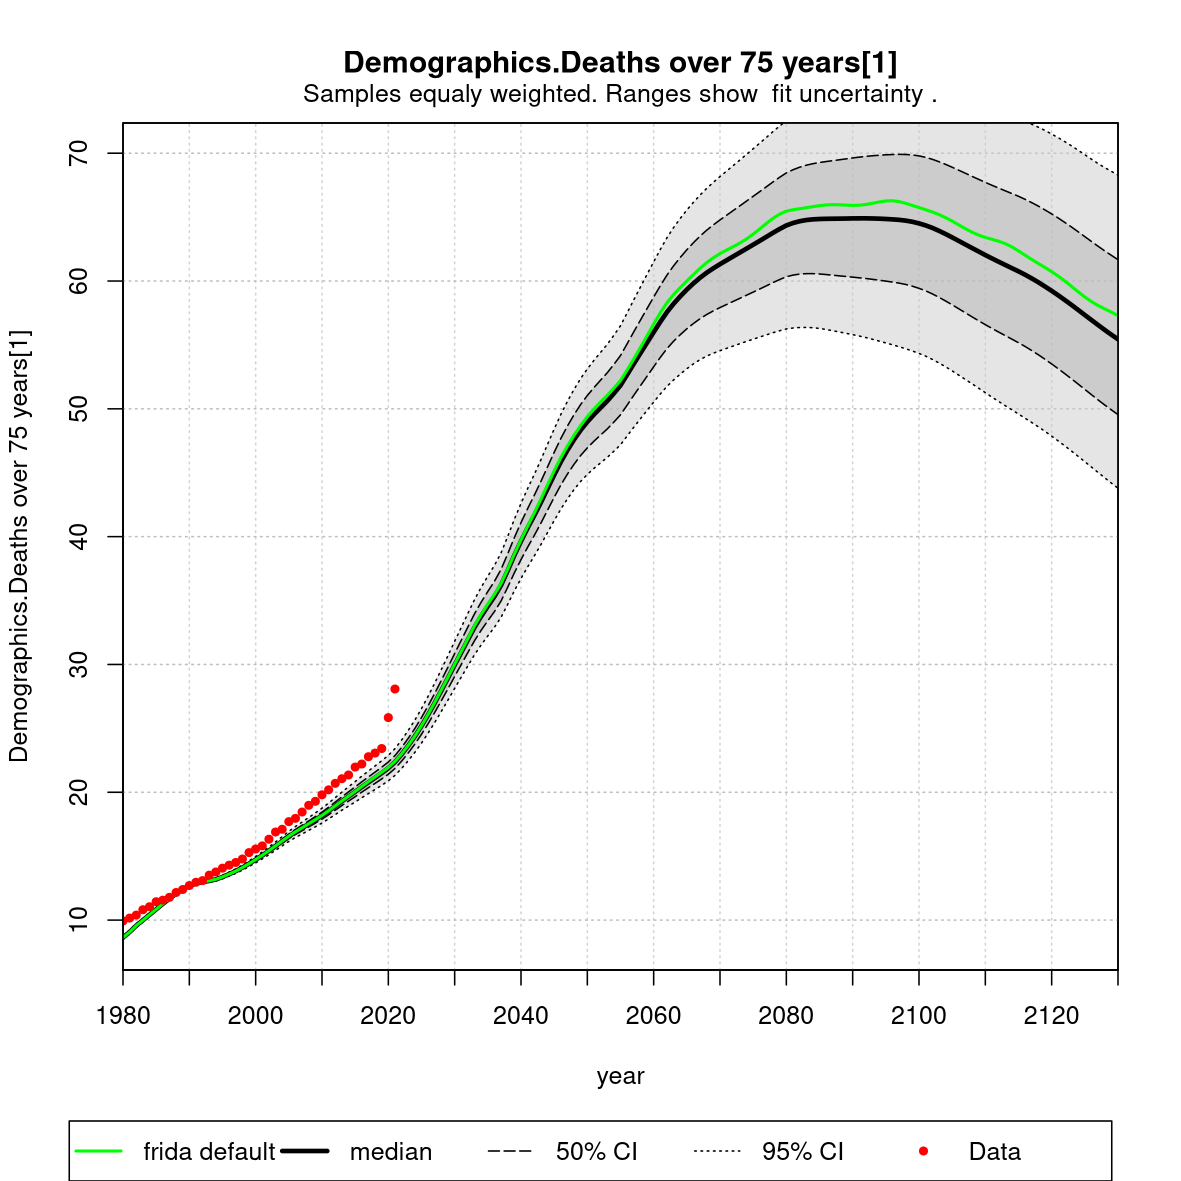 Demographics.Deaths over 75 years[1]
Samples equaly weighted. Ranges show  fit uncertainty .
Demographics.Deaths over 75 years[1]
70
60
50
40
30
20
10
1980 2000 2020 2040 2060 2080 2100 2120
year
frida default median 50% CI 95% CI Data